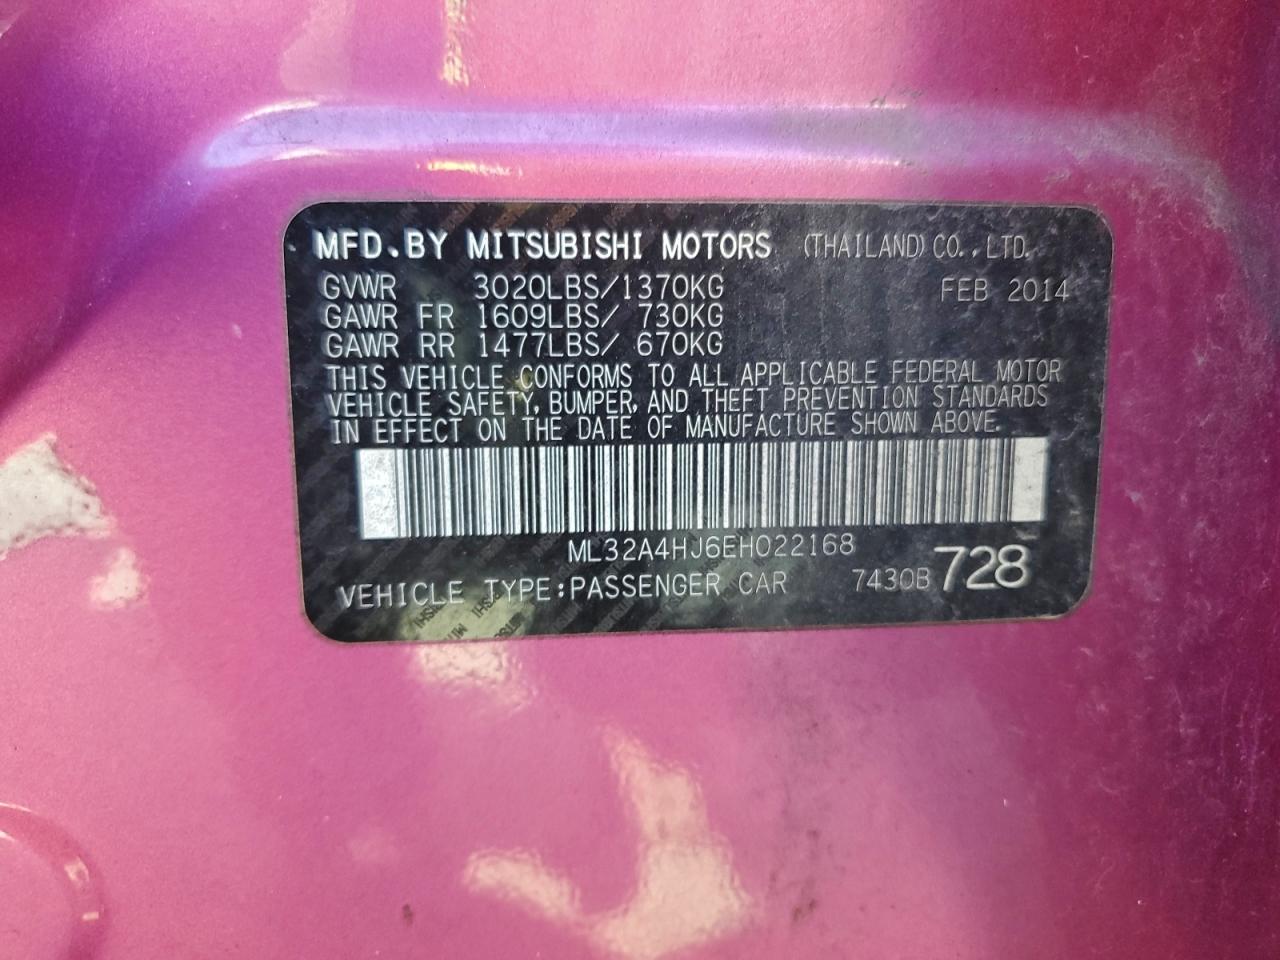 MFD.BY MITSUBISHI MOTORS (THAILAND) CO., LTD.
GVWR 3020LBS/1370KG FEB 2014
GAWR FR 1609LBS/ 730KG
GAWR RR 1477LBS/ 670KG
THIS VEHICLE CONFORMS TO ALL APPLICABLE FEDERAL MOTOR
VEHICLE SAFETY, BUMPER, AND THEFT PREVENTION STANDARDS
IN EFFECT ON THE DATE OF MANUFACTURE SHOWN ABOVE.
ML32A4HJ6EH022168
VEHICLE TYPE:PASSENGER CAR 7430B 728